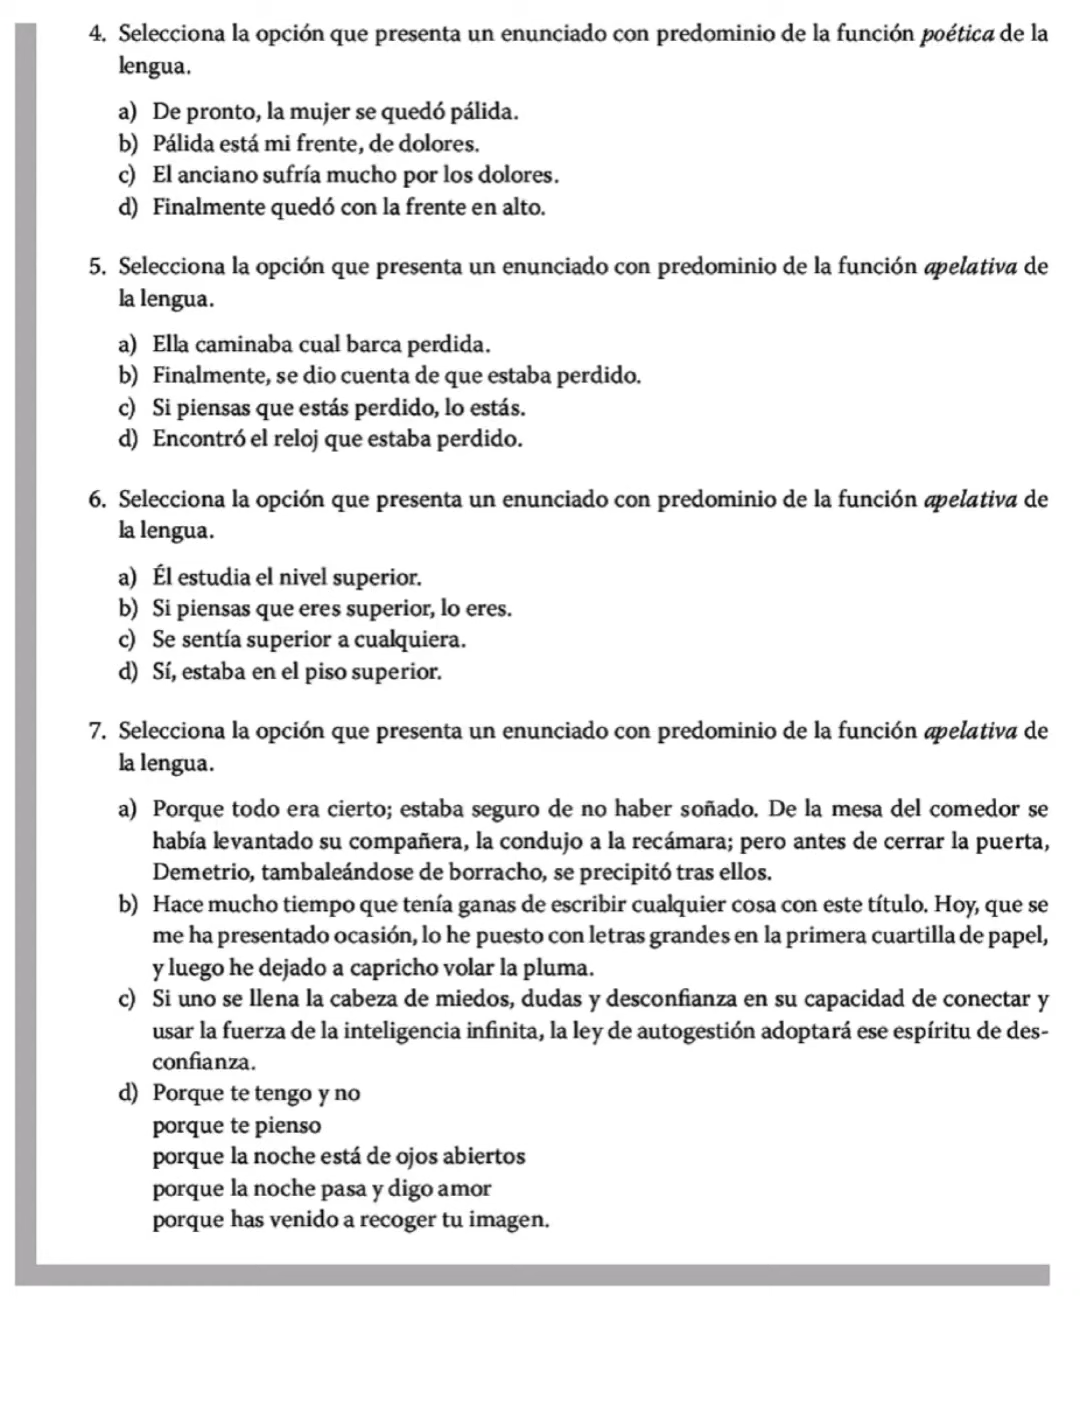 4. Selecciona la opción que presenta un enunciado con predominio de la función poética de la
lengua.
a) De pronto, la mujer se quedó pálida.
b) Pálida está mi frente, de dolores.
c) El anciano sufría mucho por los dolores.
d) Finalmente quedó con la frente en alto.
5. Selecciona la opción que presenta un enunciado con predominio de la función apelativa de
la lengua.
a) Ella caminaba cual barca perdida.
b) Finalmente, se dio cuenta de que estaba perdido.
c) Si piensas que estás perdido, lo estás.
d) Encontró el reloj que estaba perdido.
6. Selecciona la opción que presenta un enunciado con predominio de la función apelativa de
la lengua.
a) Él estudia el nivel superior.
b) Si piensas que eres superior, lo eres.
c) Se sentía superior a cualquiera.
d) Sí, estaba en el piso superior.
7. Selecciona la opción que presenta un enunciado con predominio de la función apelativa de
la lengua.
a) Porque todo era cierto; estaba seguro de no haber soñado. De la mesa del comedor se
había levantado su compañera, la condujo a la recámara; pero antes de cerrar la puerta,
Demetrio, tambaleándose de borracho, se precipitó tras ellos.
b) Hace mucho tiempo que tenía ganas de escribir cualquier cosa con este título. Hoy, que se
me ha presentado ocasión, lo he puesto con letras grandes en la primera cuartilla de papel,
y luego he dejado a capricho volar la pluma.
c) Si uno se llena la cabeza de miedos, dudas y desconfianza en su capacidad de conectar y
usar la fuerza de la inteligencia infinita, la ley de autogestión adoptará ese espíritu de des-
confianza.
d) Porque te tengo y no
porque te pienso
porque la noche está de ojos abiertos
porque la noche pasa y digo amor
porque has venido a recoger tu imagen.